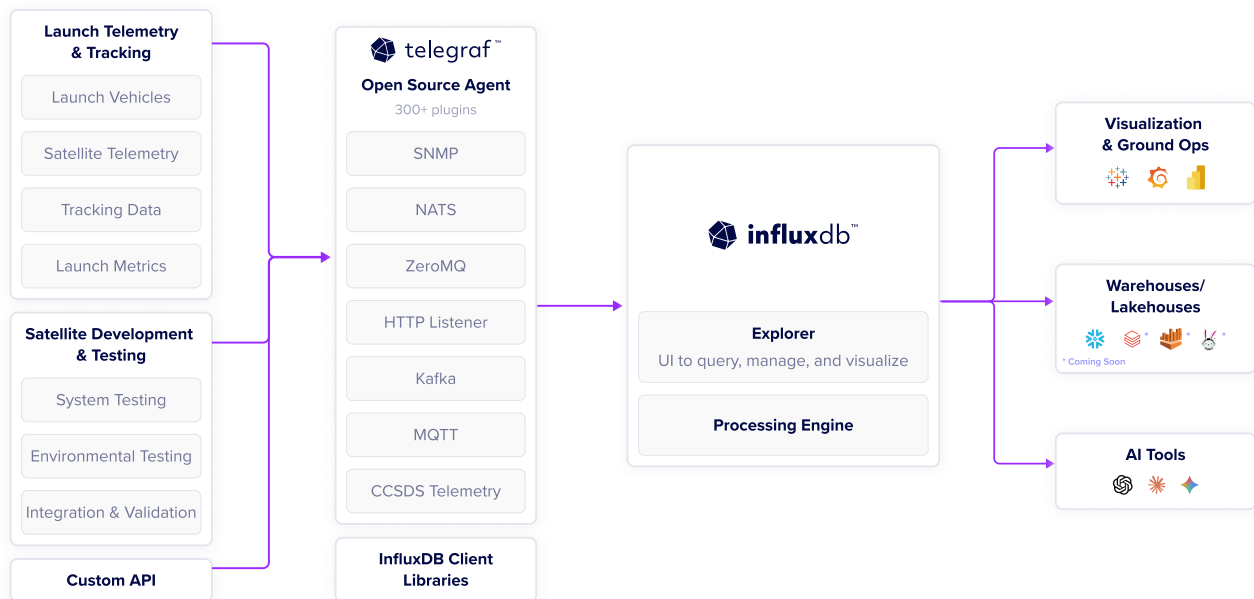 Launch Telemetry
& Tracking
Launch Vehicles
Satellite Telemetry
Tracking Data
Launch Metrics
Satellite Development
& Testing
System Testing
Environmental Testing
Integration & Validation
Custom API
telegraf™
Open Source Agent
300+ plugins
SNMP
NATS
ZeroMQ
HTTP Listener
Kafka
MQTT
CCSDS Telemetry
InfluxDB Client
Libraries
influxdb™
Explorer
UI to query, manage, and visualize
Processing Engine
Visualization
& Ground Ops
Warehouses/
Lakehouses
* * *
* Coming Soon
AI Tools